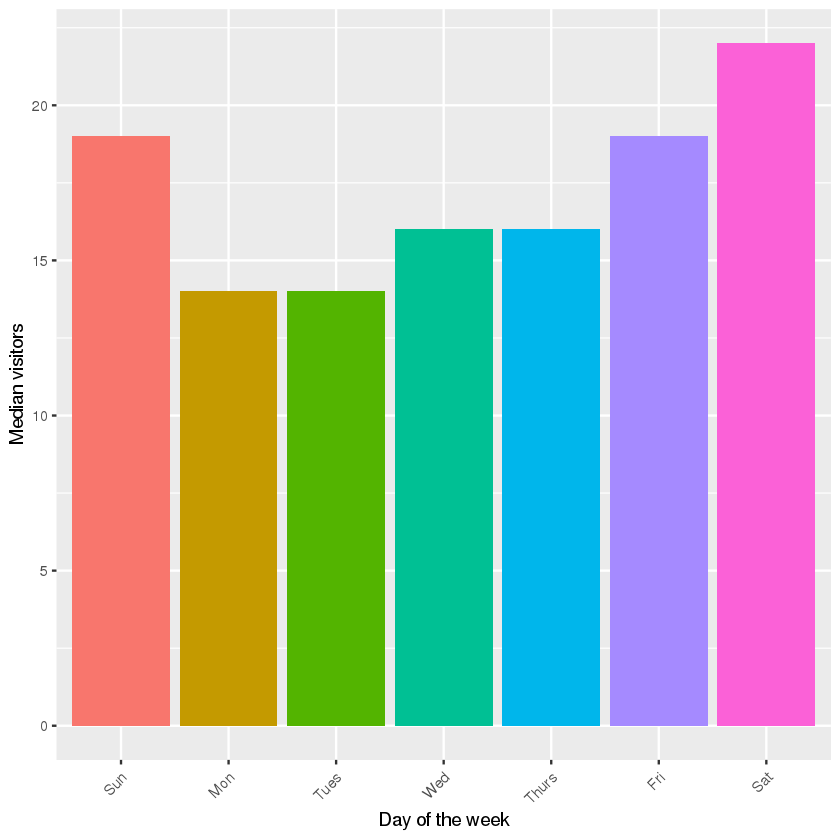 20
15
10
5
0
Median visitors
Sun
Mon
Tues
Wed
Thurs
Fri
Sat
Day of the week